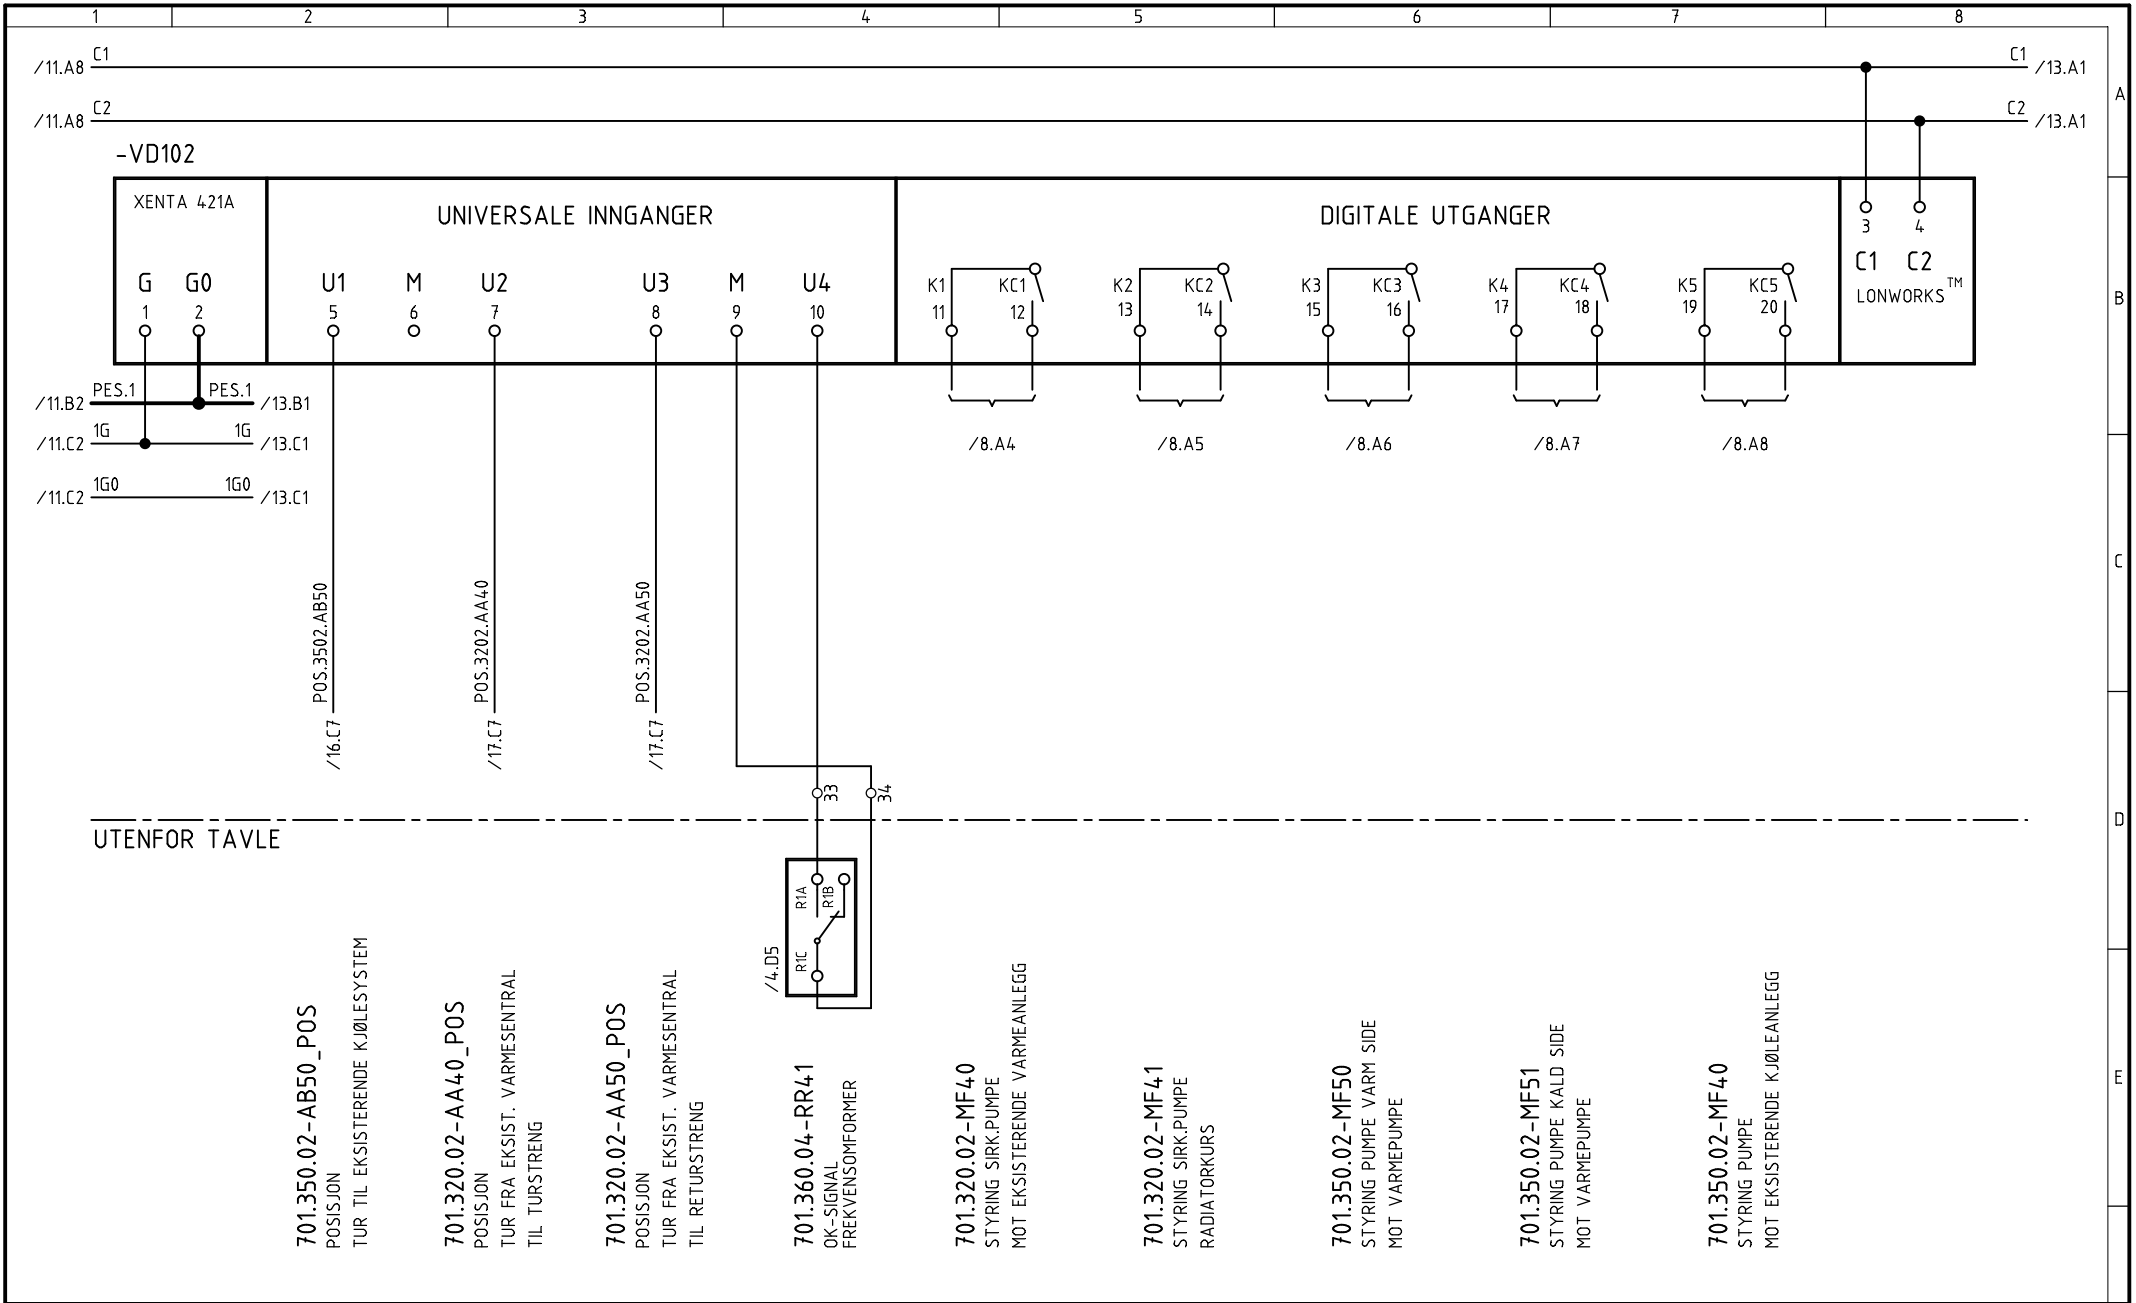 1 2 3 4 5 6 7 8
C1 C1
/11.A8 /13.A1
C2 C2
/11.A8 /13.A1
A
-VD102
XENTA 421A
UNIVERSALE INNGANGER
DIGITALE UTGANGER
3 4
C1 C2
LONWORKS™
G G0 U1 M U2 U3 M U4
1 2 5 6 7 8 9 10
K1 KC1 K2 KC2 K3 KC3 K4 KC4 K5 KC5
11 12 13 14 15 16 17 18 19 20
B
PES.1 PES.1
/11.B2 /13.B1
1G 1G
/11.C2 /13.C1
/8.A4 /8.A5 /8.A6 /8.A7 /8.A8
1G0 1G0
/11.C2 /13.C1
C
POS.3502.AB50
/16.C7
POS.3202.AA40
/17.C7
POS.3202.AA50
/17.C7
33
34
D
UTENFOR TAVLE
R1A
R1B
R1C
/4.D5
E
701.350.02-AB50_POS
POSISJON
TUR TIL EKSISTERENDE KJØLESYSTEM
701.320.02-AA40_POS
POSISJON
TUR FRA EKSIST. VARMESENTRAL
TIL TURSTRENG
701.320.02-AA50_POS
POSISJON
TUR FRA EKSIST. VARMESENTRAL
TIL RETURSTRENG
701.360.04-RR41
OK-SIGNAL
FREKVENSOMFORMER
701.320.02-MF40
STYRING SIRK.PUMPE
MOT EKSISTERENDE VARMEANLEGG
701.320.02-MF41
STYRING SIRK.PUMPE
RADIATORKURS
701.350.02-MF50
STYRING PUMPE VARM SIDE
MOT VARMEPUMPE
701.350.02-MF51
STYRING PUMPE KALD SIDE
MOT VARMEPUMPE
701.350.02-MF40
STYRING PUMPE
MOT EKSISTERENDE KJØLEANLEGG